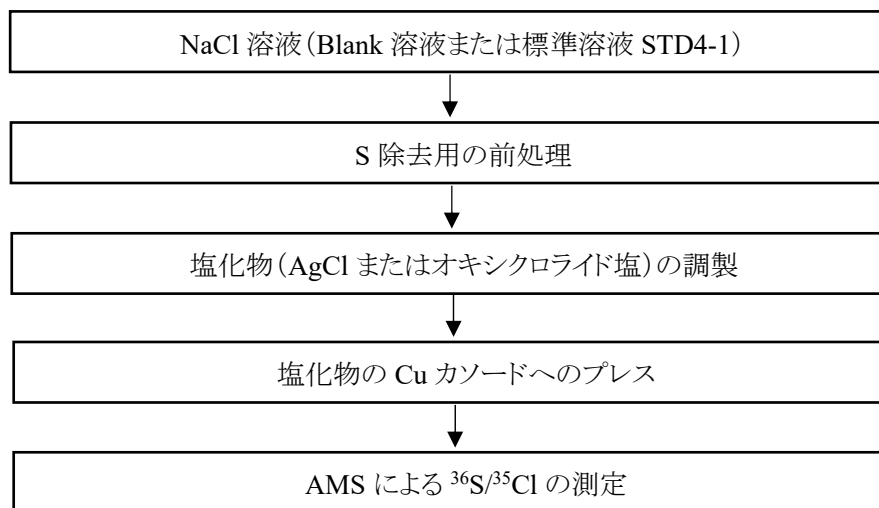 NaCl 溶液（Blank 溶液または標準溶液 STD4-1）
S 除去用の前処理
塩化物（AgCl またはオキシクロライド塩）の調製
塩化物の Cu カソードへのプレス
AMS による ³⁶S/³⁵Cl の測定